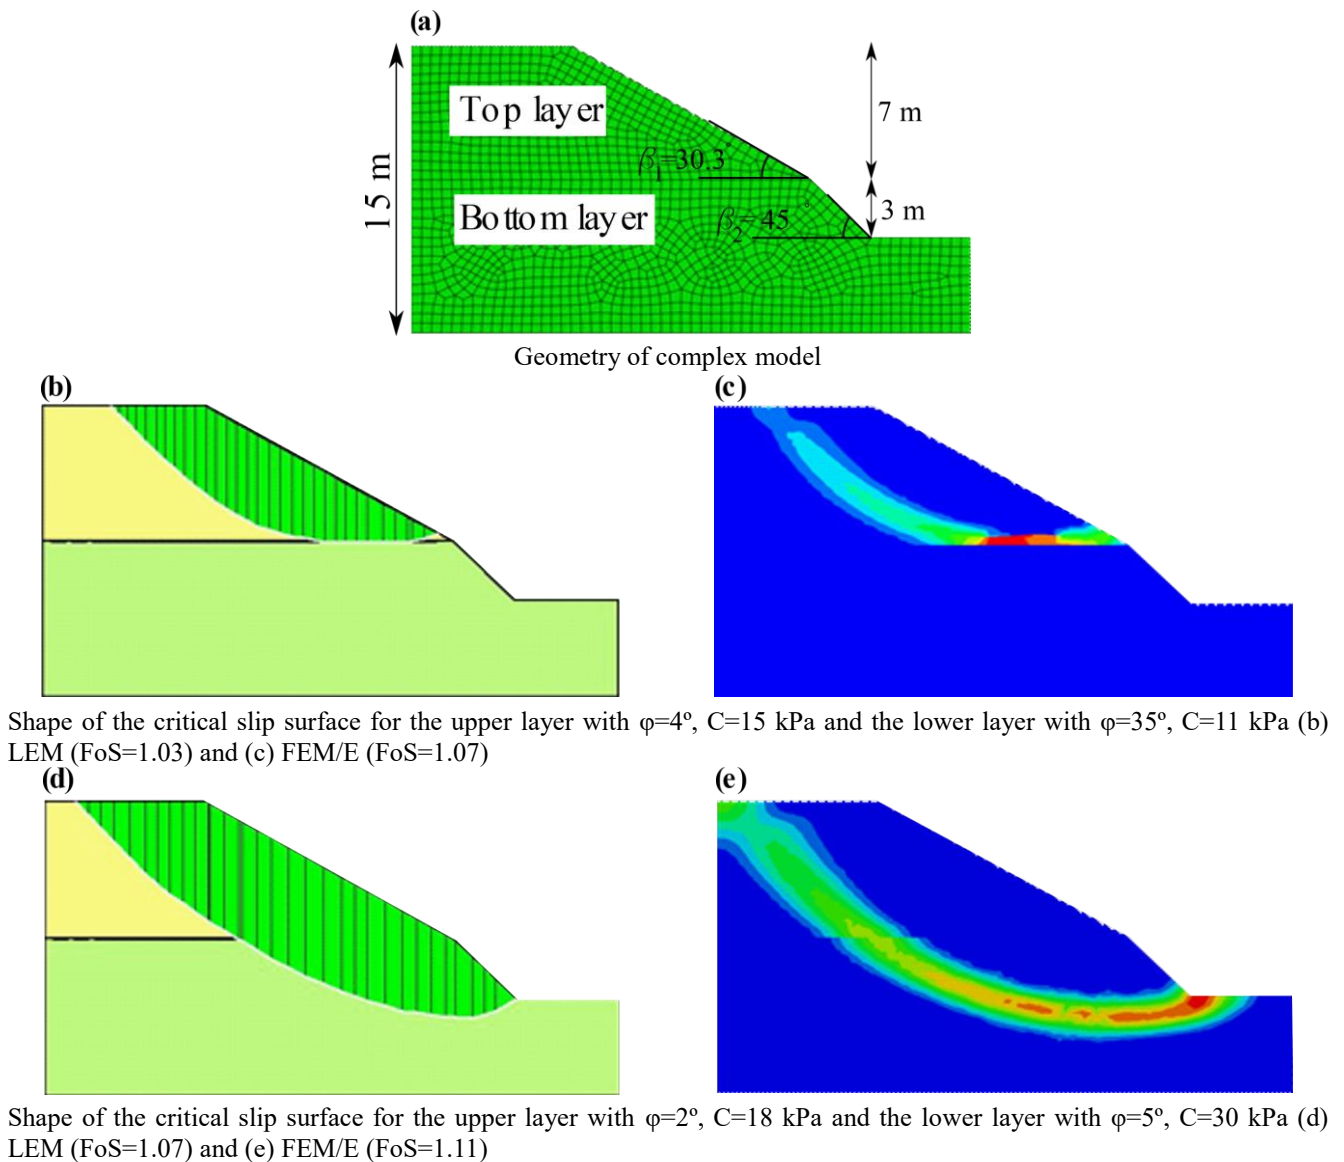 (a)
Top layer
7 m
β1=30.3°
15 m
Bottom layer
3 m
β2=45°
Geometry of complex model
(b)
(c)
Shape of the critical slip surface for the upper layer with φ=4º, C=15 kPa and the lower layer with φ=35º, C=11 kPa (b)
LEM (FoS=1.03) and (c) FEM/E (FoS=1.07)
(d)
(e)
Shape of the critical slip surface for the upper layer with φ=2º, C=18 kPa and the lower layer with φ=5º, C=30 kPa (d)
LEM (FoS=1.07) and (e) FEM/E (FoS=1.11)